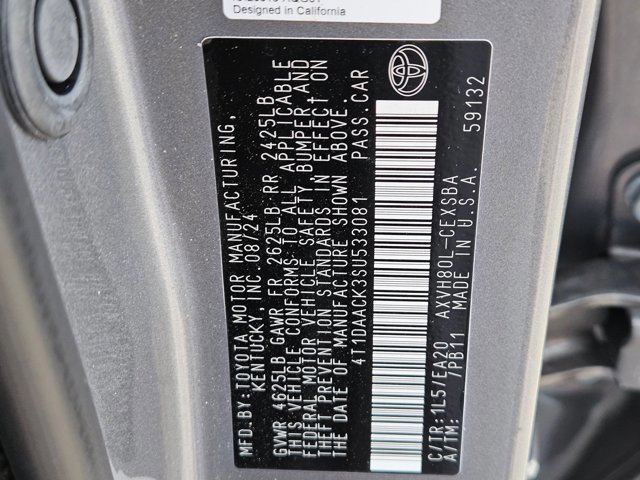 Designed in California
MFD. BY: TOYOTA MOTOR MANUFACTURING,
KENTUCKY, INC. 08/24
GVWR 4625LB GAWR FR 2625LB RR 2425LB
THIS VEHICLE CONFORMS TO ALL APPLICABLE
FEDERAL MOTOR VEHICLE SAFETY, BUMPER, AND
THEFT PREVENTION STANDARDS IN EFFECT ON
THE DATE OF MANUFACTURE SHOWN ABOVE.
4T1DAACK3SU533081 PASS. CAR
C/TR: 1L5/EA20 AXVH80L-CEXSBA
A/TM: /PB11 MADE IN U.S.A. 59132